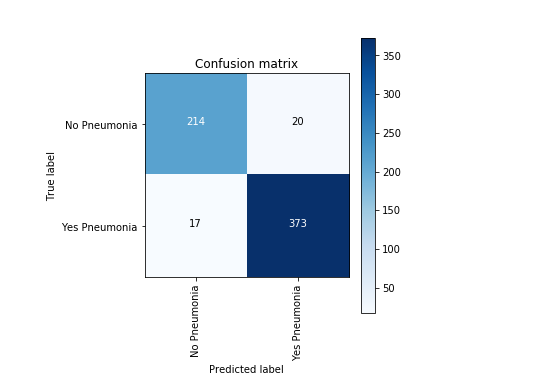 Confusion matrix
350
300
250
200
150
100
50
No Pneumonia
214
20
Yes Pneumonia
17
373
True label
No Pneumonia
Yes Pneumonia
Predicted label